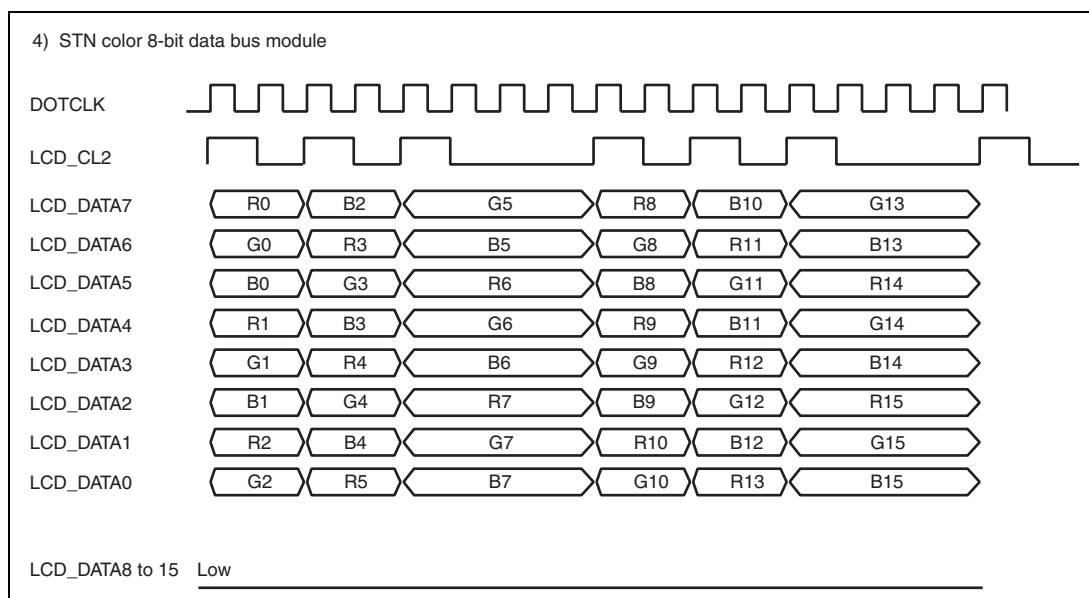 4) STN color 8-bit data bus module
DOTCLK
LCD_CL2
LCD_DATA7 R0 B2 G5 R8 B10 G13
LCD_DATA6 G0 R3 B5 G8 R11 B13
LCD_DATA5 B0 G3 R6 B8 G11 R14
LCD_DATA4 R1 B3 G6 R9 B11 G14
LCD_DATA3 G1 R4 B6 G9 R12 B14
LCD_DATA2 B1 G4 R7 B9 G12 R15
LCD_DATA1 R2 B4 G7 R10 B12 G15
LCD_DATA0 G2 R5 B7 G10 R13 B15
LCD_DATA8 to 15 Low